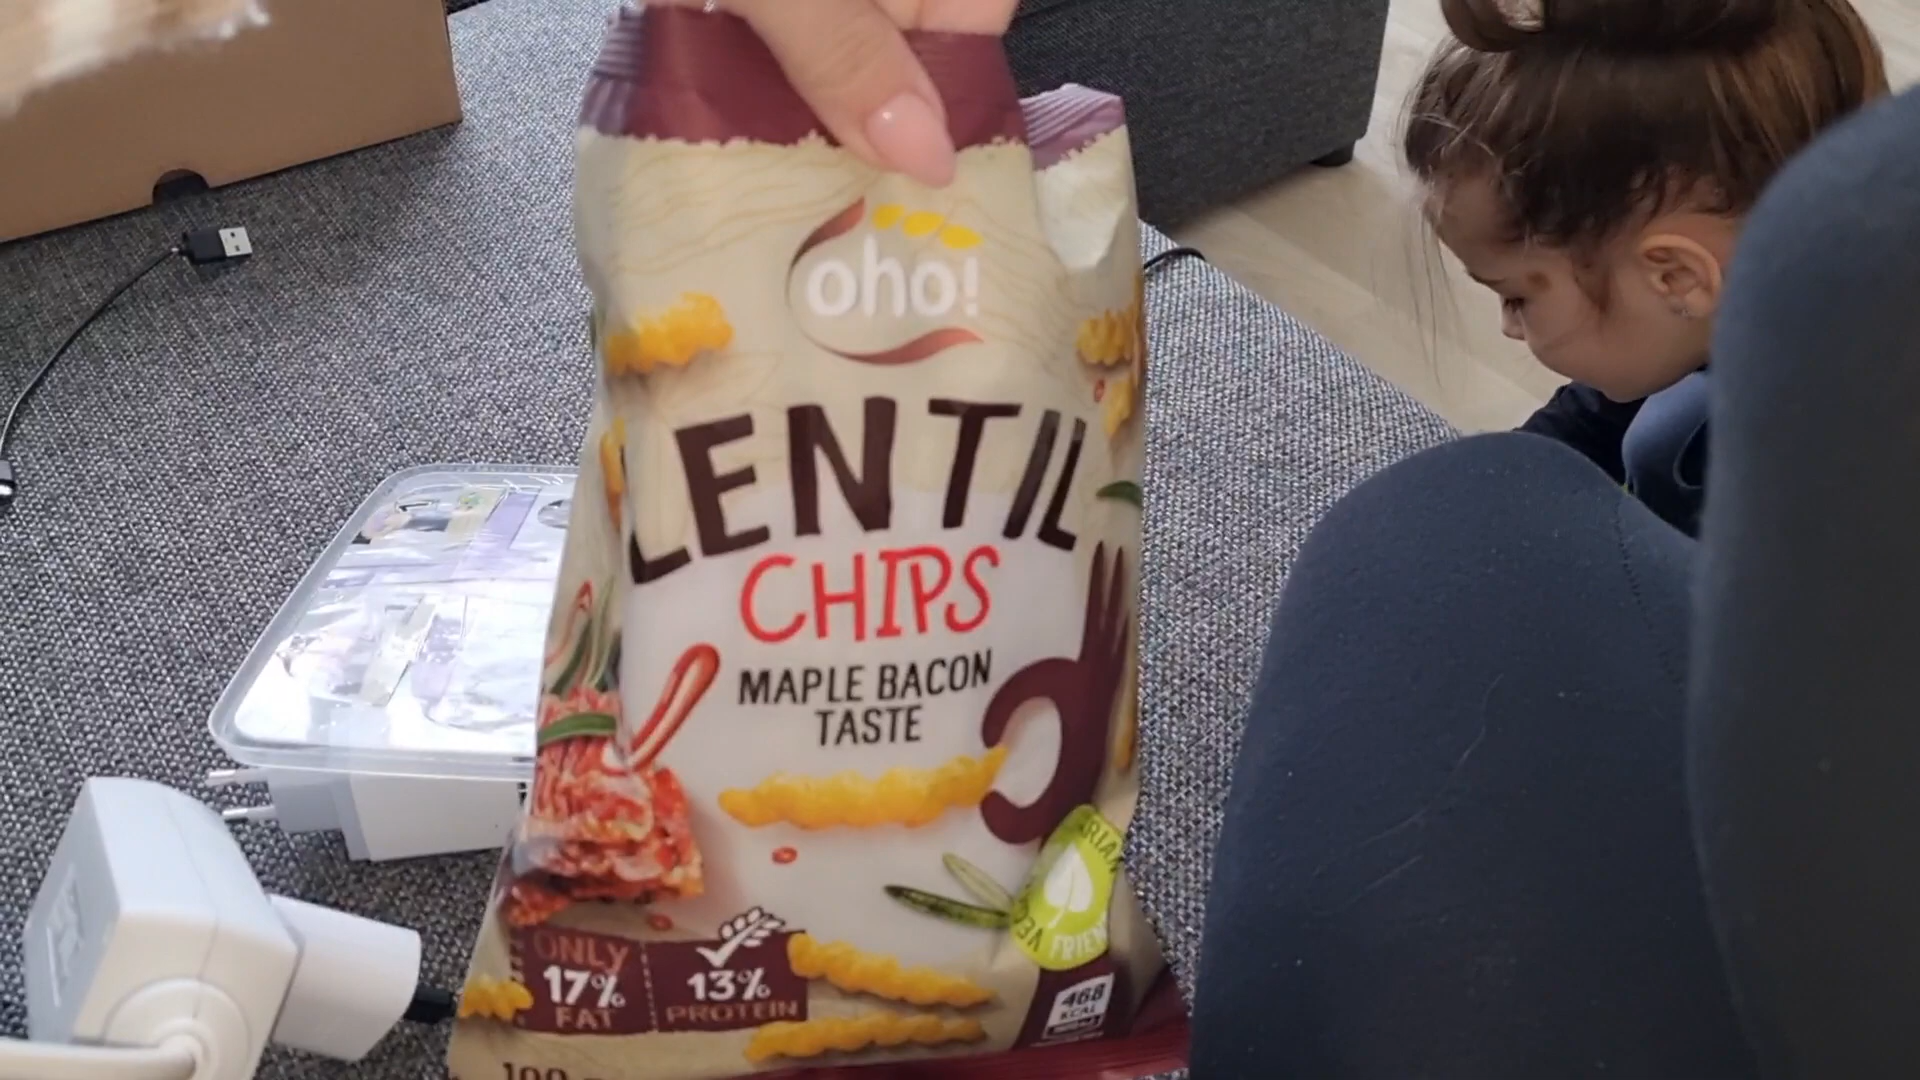 oho!
LENTIL
CHIPS
MAPLE BACON
TASTE
ONLY
17%
FAT
13%
PROTEIN
468
KCAL